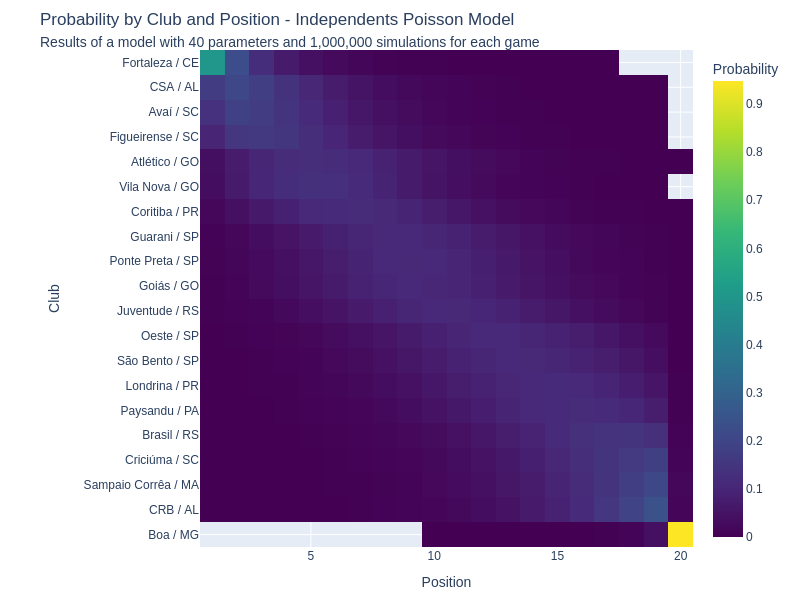 Probability by Club and Position - Independents Poisson Model
Results of a model with 40 parameters and 1,000,000 simulations for each game
Probability
Fortaleza / CE
CSA / AL
Avaí / SC
Figueirense / SC
Atlético / GO
Vila Nova / GO
Coritiba / PR
Guarani / SP
Ponte Preta / SP
Goiás / GO
Juventude / RS
Oeste / SP
São Bento / SP
Londrina / PR
Paysandu / PA
Brasil / RS
Criciúma / SC
Sampaio Corrêa / MA
CRB / AL
Boa / MG
Club
5
10
15
20
Position
0.9
0.8
0.7
0.6
0.5
0.4
0.3
0.2
0.1
0